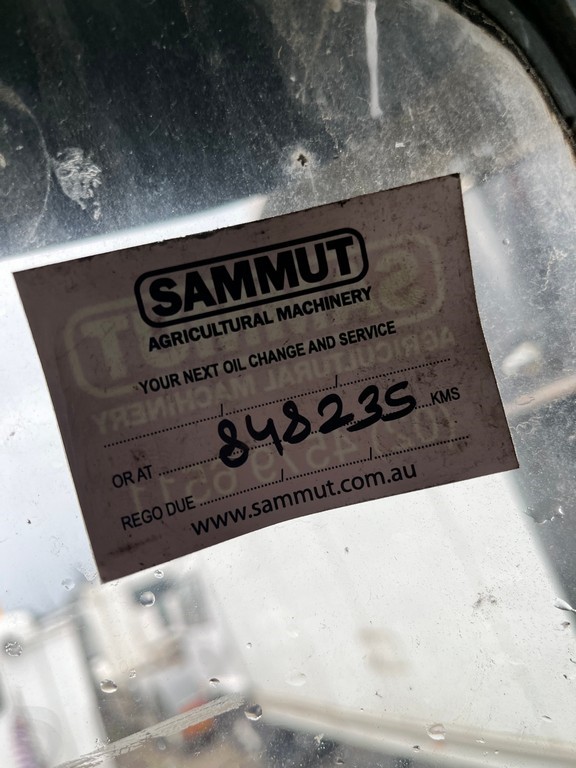 SAMMUT
AGRICULTURAL MACHINERY
YOUR NEXT OIL CHANGE AND SERVICE
....................../....................../......................
OR AT ........ 848235 ........ KMS
REGO DUE ................/................/................
www.sammut.com.au